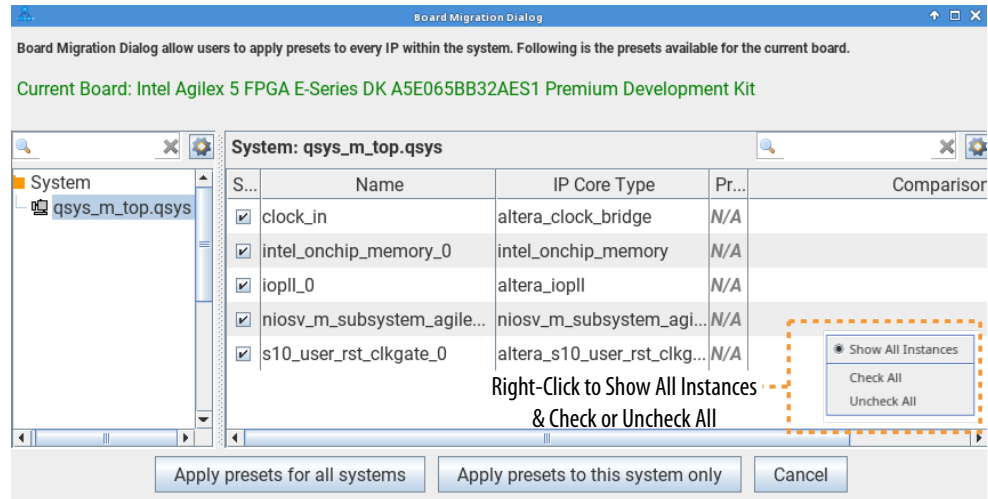 Board Migration Dialog
Board Migration Dialog allow users to apply presets to every IP within the system. Following is the presets available for the current board.
Current Board: Intel Agilex 5 FPGA E-Series DK A5E065BB32AES1 Premium Development Kit
System: qsys_m_top.qsys
System
qsys_m_top.qsys
S... Name IP Core Type Pr... Comparison
clock_in altera_clock_bridge N/A
intel_onchip_memory_0 intel_onchip_memory N/A
iopll_0 altera_iopll N/A
niosv_m_subsystem_agile... niosv_m_subsystem_agi... N/A
s10_user_rst_clkgate_0 altera_s10_user_rst_clkg... N/A
Show All Instances
Check All
Uncheck All
Right-Click to Show All Instances
& Check or Uncheck All
Apply presets for all systems Apply presets to this system only Cancel